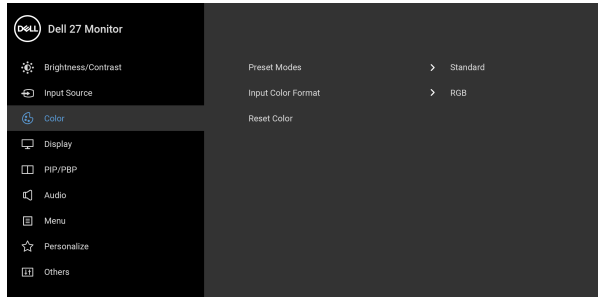 DELL Dell 27 Monitor
Brightness/Contrast
Input Source
Color
Display
PIP/PBP
Audio
Menu
Personalize
Others
Preset Modes > Standard
Input Color Format > RGB
Reset Color